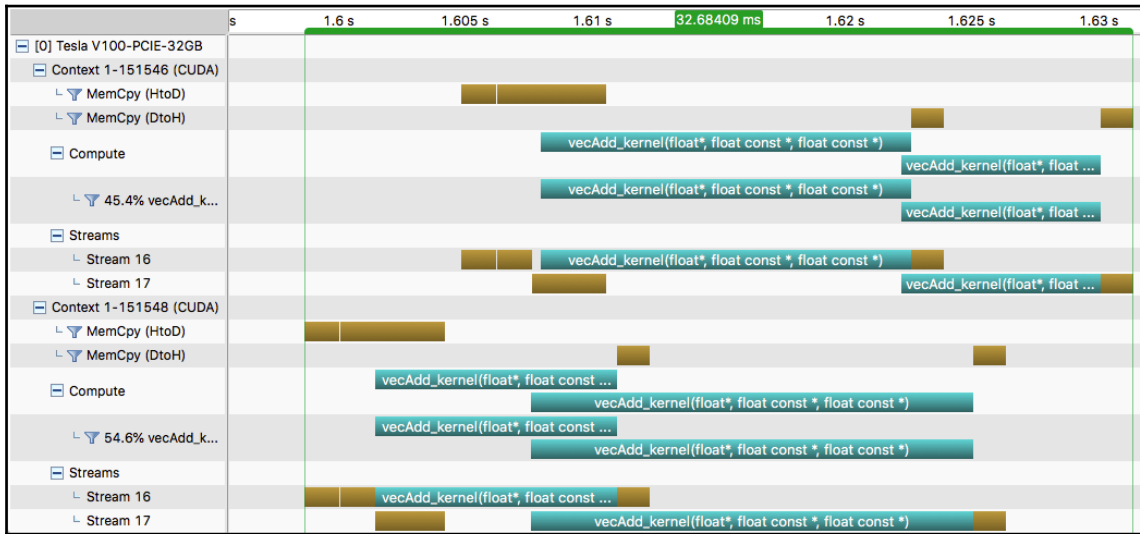 s 1.6 s 1.605 s 1.61 s 32.68409 ms 1.62 s 1.625 s 1.63 s
[0] Tesla V100-PCIE-32GB
Context 1-151546 (CUDA)
MemCpy (HtoD)
MemCpy (DtoH)
vecAdd_kernel(float*, float const *, float const *)
Compute
vecAdd_kernel(float*, float ...
vecAdd_kernel(float*, float const *, float const *)
45.4% vecAdd_k...
vecAdd_kernel(float*, float ...
Streams
Stream 16 vecAdd_kernel(float*, float const *, float const *)
Stream 17 vecAdd_kernel(float*, float ...
Context 1-151548 (CUDA)
MemCpy (HtoD)
MemCpy (DtoH)
vecAdd_kernel(float*, float const ...
Compute
vecAdd_kernel(float*, float const *, float const *)
vecAdd_kernel(float*, float const ...
54.6% vecAdd_k...
vecAdd_kernel(float*, float const *, float const *)
Streams
Stream 16 vecAdd_kernel(float*, float const ...
Stream 17 vecAdd_kernel(float*, float const *, float const *)